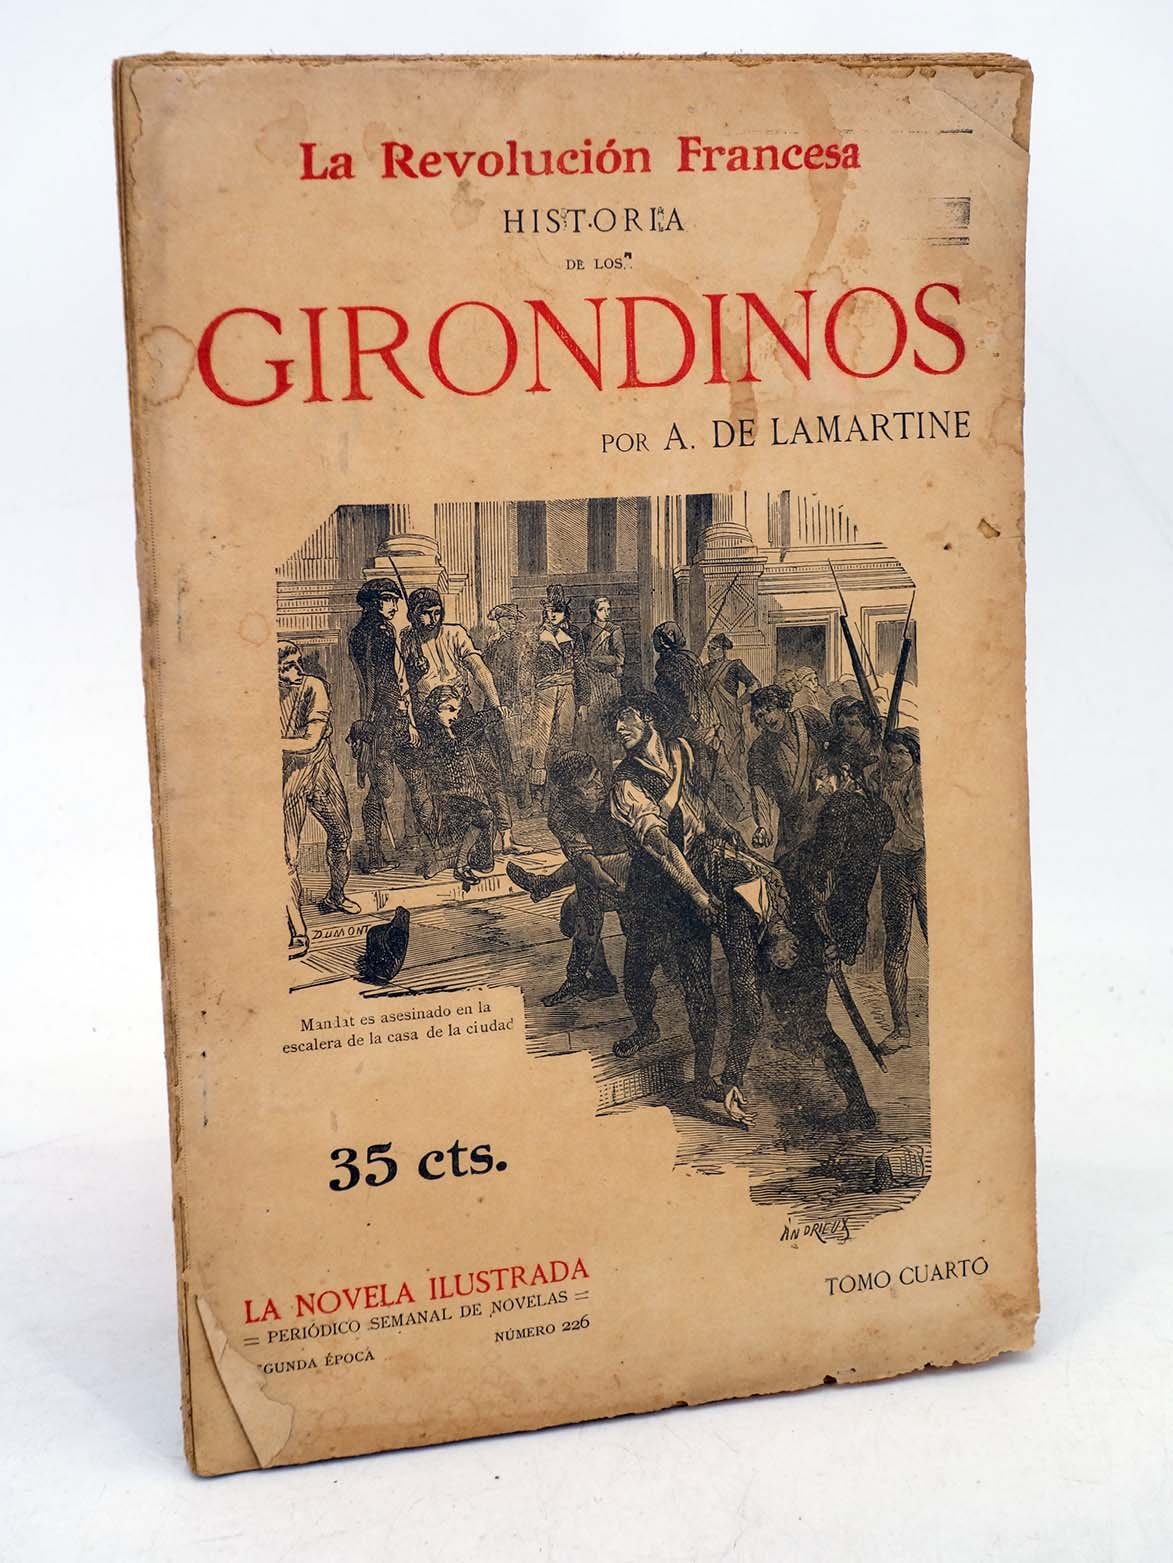 La Revolución Francesa
HISTORIA
DE LOS
GIRONDINOS
POR A. DE LAMARTINE
DUMONT
Mandat es asesinado en la
escalera de la casa de la ciudad
35 cts.
ANDRIEUX
LA NOVELA ILUSTRADA
= PERIÓDICO SEMANAL DE NOVELAS =
GUNDA ÉPOCA NÚMERO 226
TOMO CUARTO